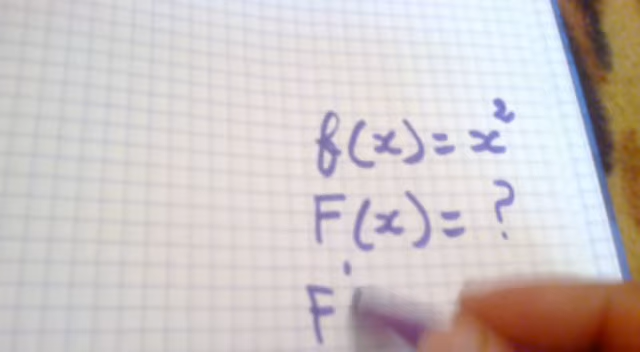 f(x) = x²
F(x) = ?
F'